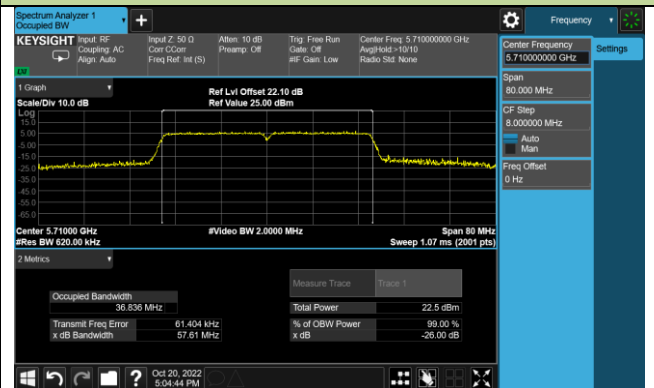 Spectrum Analyzer 1
Occupied BW
Frequency
KEYSIGHT
Input: RF
Coupling: AC
Align: Auto
Input Z: 50 Ω
Corr CCorr
Freq Ref: Int (S)
Atten: 10 dB
Preamp: Off
Trig: Free Run
Gate: Off
#IF Gain: Low
Center Freq: 5.710000000 GHz
Avg|Hold:>10/10
Radio Std: None
Center Frequency
5.710000000 GHz
Settings
Span
80.000 MHz
CF Step
8.000000 MHz
Auto
Man
Freq Offset
0 Hz
1 Graph
Scale/Div 10.0 dB
Ref Lvl Offset 22.10 dB
Ref Value 25.00 dBm
Log
15.0
5.00
-5.00
-15.0
-25.0
-35.0
-45.0
-55.0
-65.0
Center 5.71000 GHz
#Video BW 2.0000 MHz
Span 80 MHz
#Res BW 620.00 kHz
Sweep 1.07 ms (2001 pts)
2 Metrics
Measure Trace
Trace 1
Occupied Bandwidth
36.836 MHz
Total Power
22.5 dBm
Transmit Freq Error
61.404 kHz
% of OBW Power
99.00 %
x dB Bandwidth
57.61 MHz
x dB
-26.00 dB
?
Oct 20, 2022
5:04:44 PM